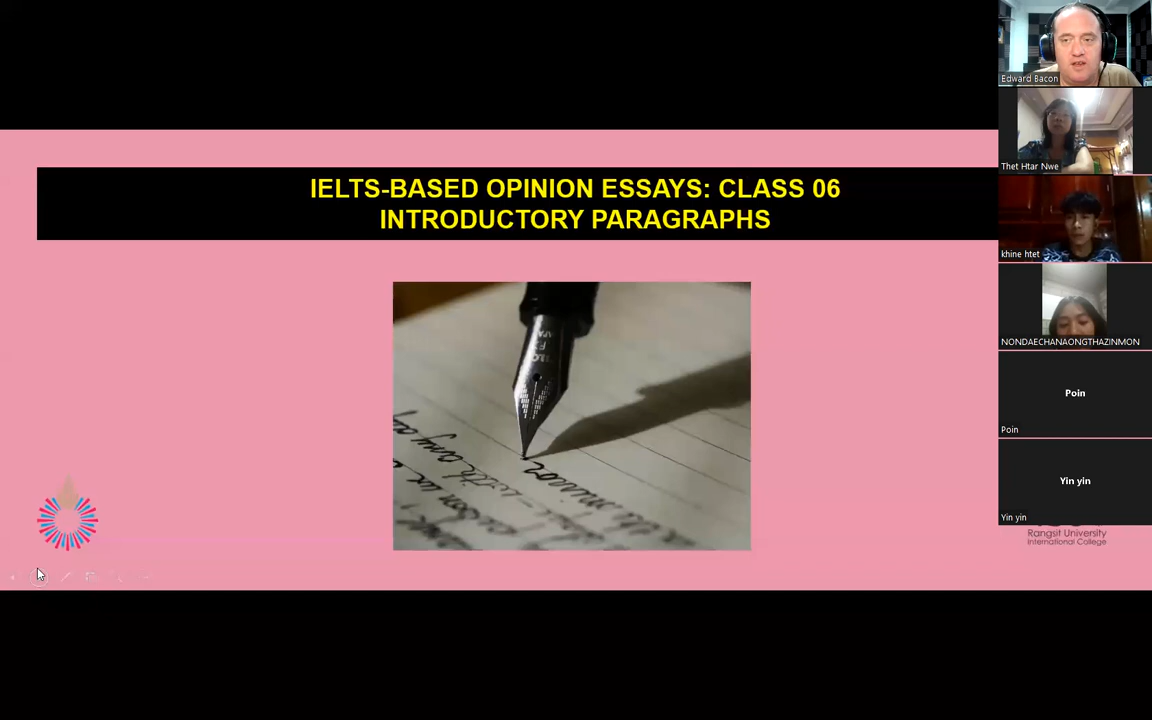 IELTS-BASED OPINION ESSAYS: CLASS 06
INTRODUCTORY PARAGRAPHS
Edward Bacon
Thet Htar Nwe
khine htet
NONDAECHANAONGTHAZINMON
Poin
Poin
Yin yin
Yin yin
Rangsit University
International College